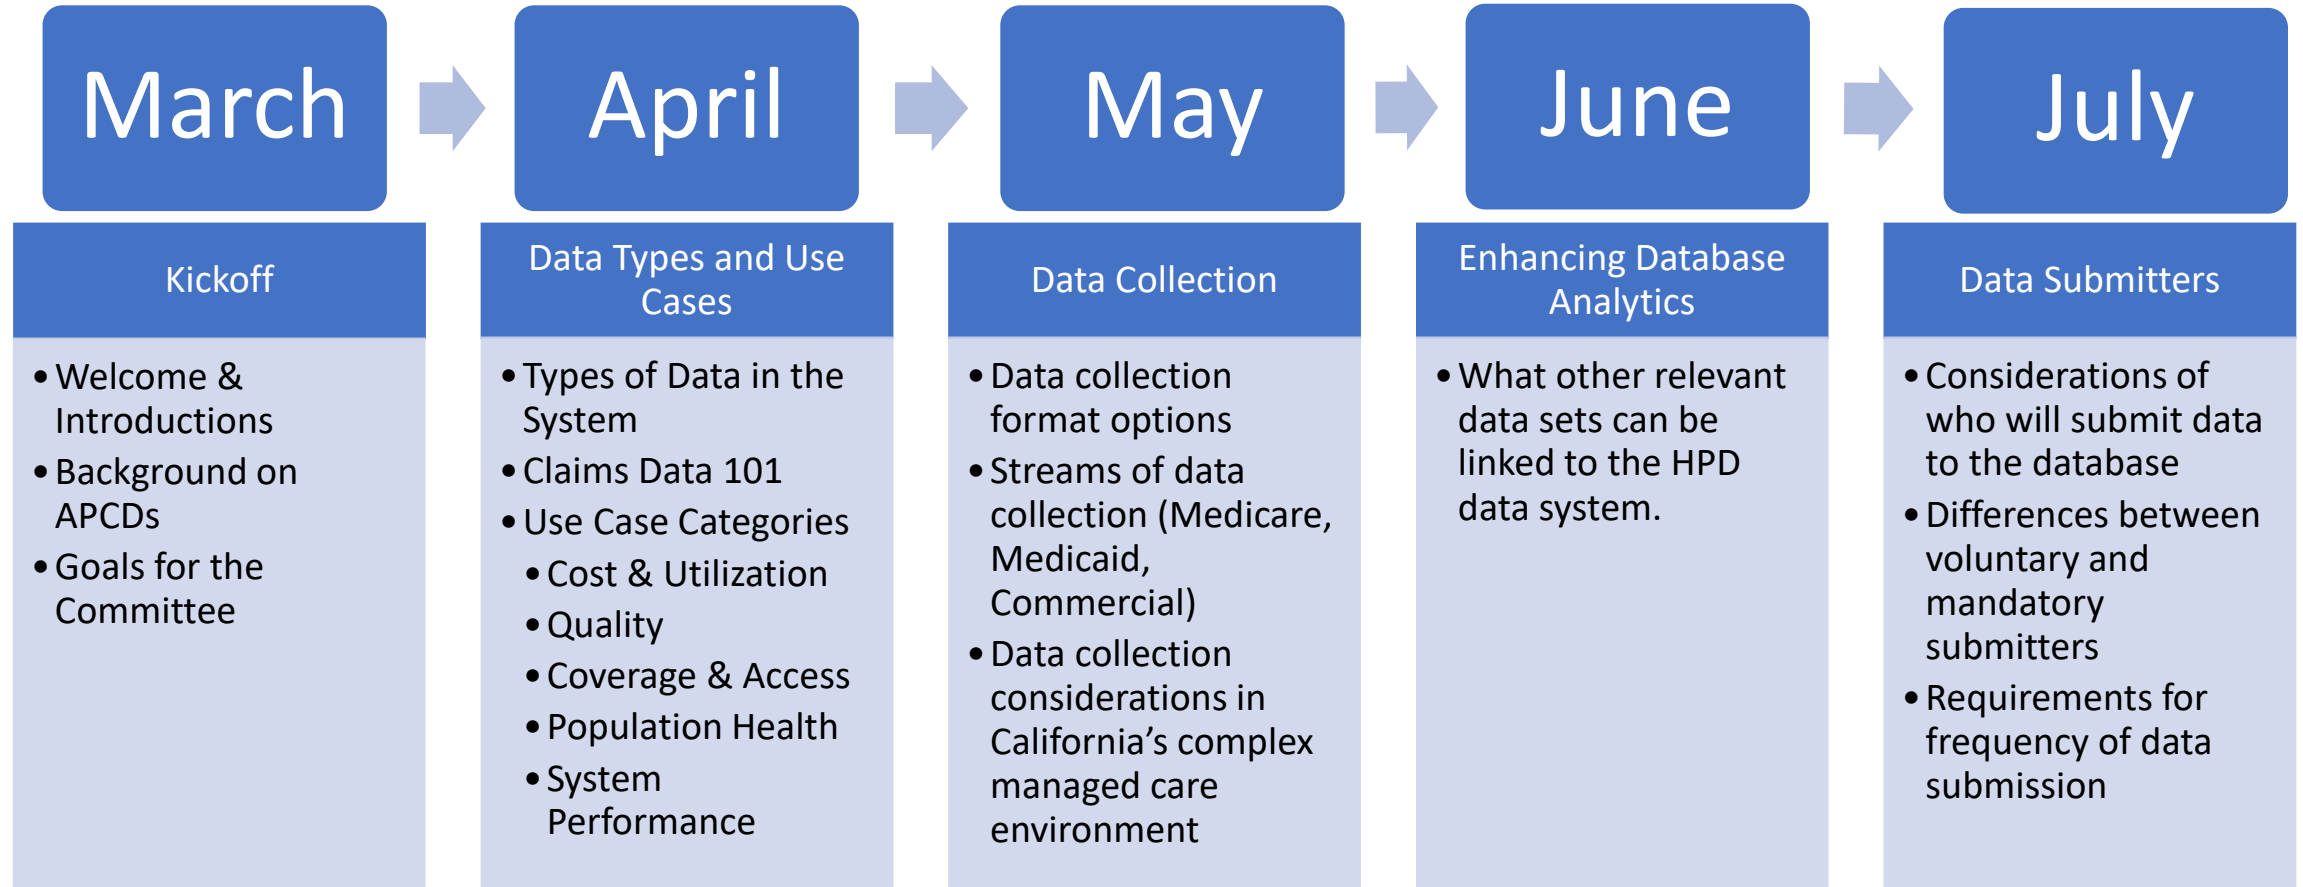 March
April
May
June
July
Kickoff
•Welcome &
Introductions
•Background on
APCDs
•Goals for the
Committee
Data Types and Use
Cases
•Types of Data in the
System
•Claims Data 101
•Use Case Categories
•Cost & Utilization
•Quality
•Coverage & Access
•Population Health
•System
Performance
Data Collection
•Data collection
format options
•Streams of data
collection (Medicare,
Medicaid,
Commercial)
•Data collection
considerations in
California’s complex
managed care
environment
Enhancing Database
Analytics
•What other relevant
data sets can be
linked to the HPD
data system.
Data Submitters
•Considerations of
who will submit data
to the database
•Differences between
voluntary and
mandatory
submitters
•Requirements for
frequency of data
submission